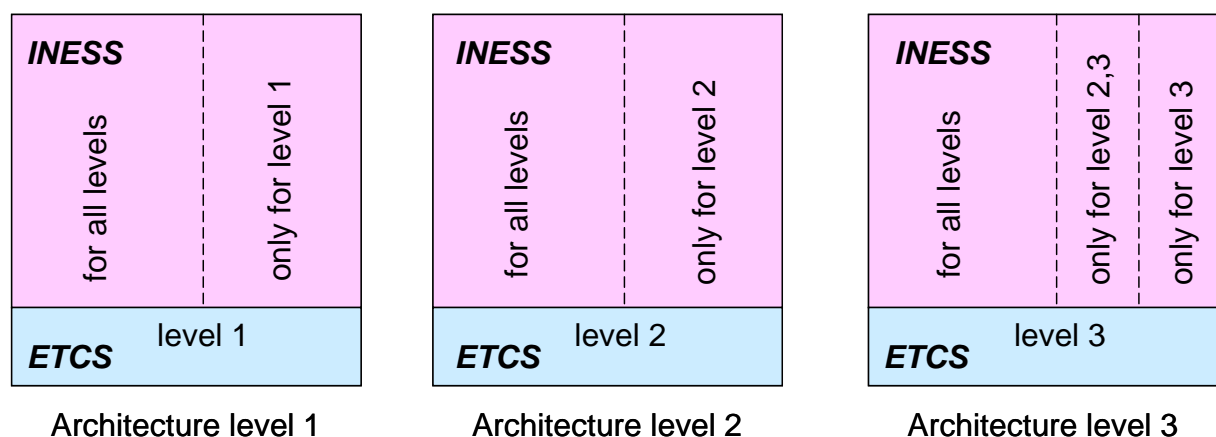 INESS
for all levels
only for level 1
level 1
ETCS
Architecture level 1
INESS
for all levels
only for level 2
level 2
ETCS
Architecture level 2
INESS
for all levels
only for level 2,3
only for level 3
level 3
ETCS
Architecture level 3